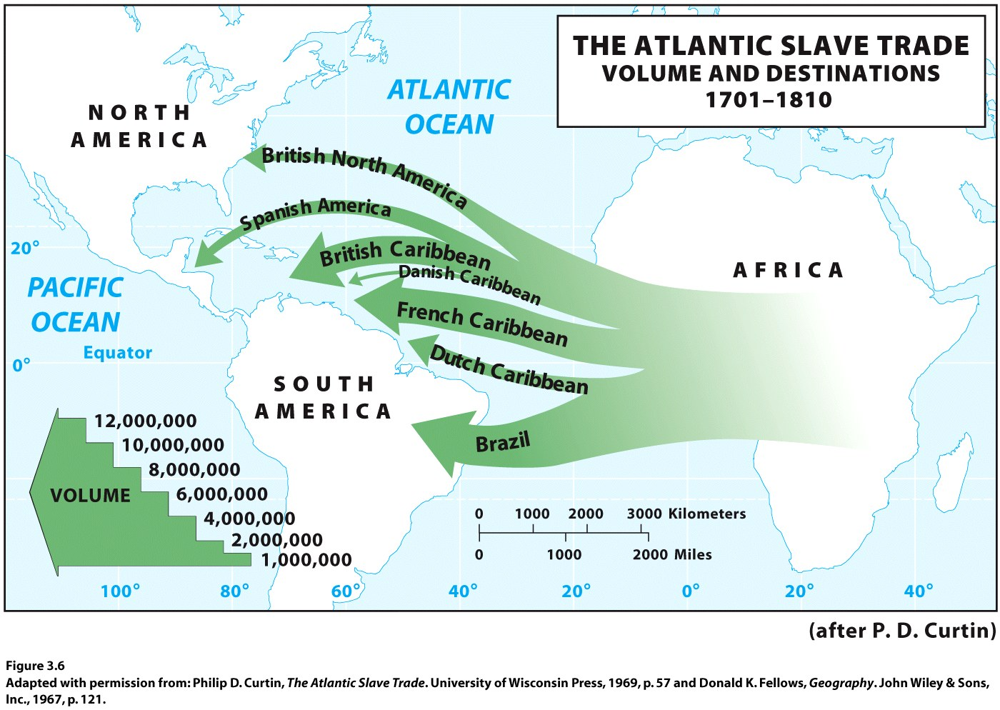 THE ATLANTIC SLAVE TRADE
VOLUME AND DESTINATIONS
1701–1810
ATLANTIC
OCEAN
NORTH
AMERICA
British North America
Spanish America
British Caribbean
Danish Caribbean
French Caribbean
Dutch Caribbean
Brazil
AFRICA
20°
PACIFIC
OCEAN
Equator
0°
SOUTH
AMERICA
12,000,000
10,000,000
8,000,000
6,000,000
4,000,000
2,000,000
1,000,000
VOLUME
0 1000 2000 3000 Kilometers
0 1000 2000 Miles
100° 80° 60° 40° 20° 0° 20° 40°
(after P. D. Curtin)
Figure 3.6
Adapted with permission from: Philip D. Curtin, The Atlantic Slave Trade. University of Wisconsin Press, 1969, p. 57 and Donald K. Fellows, Geography. John Wiley & Sons,
Inc., 1967, p. 121.